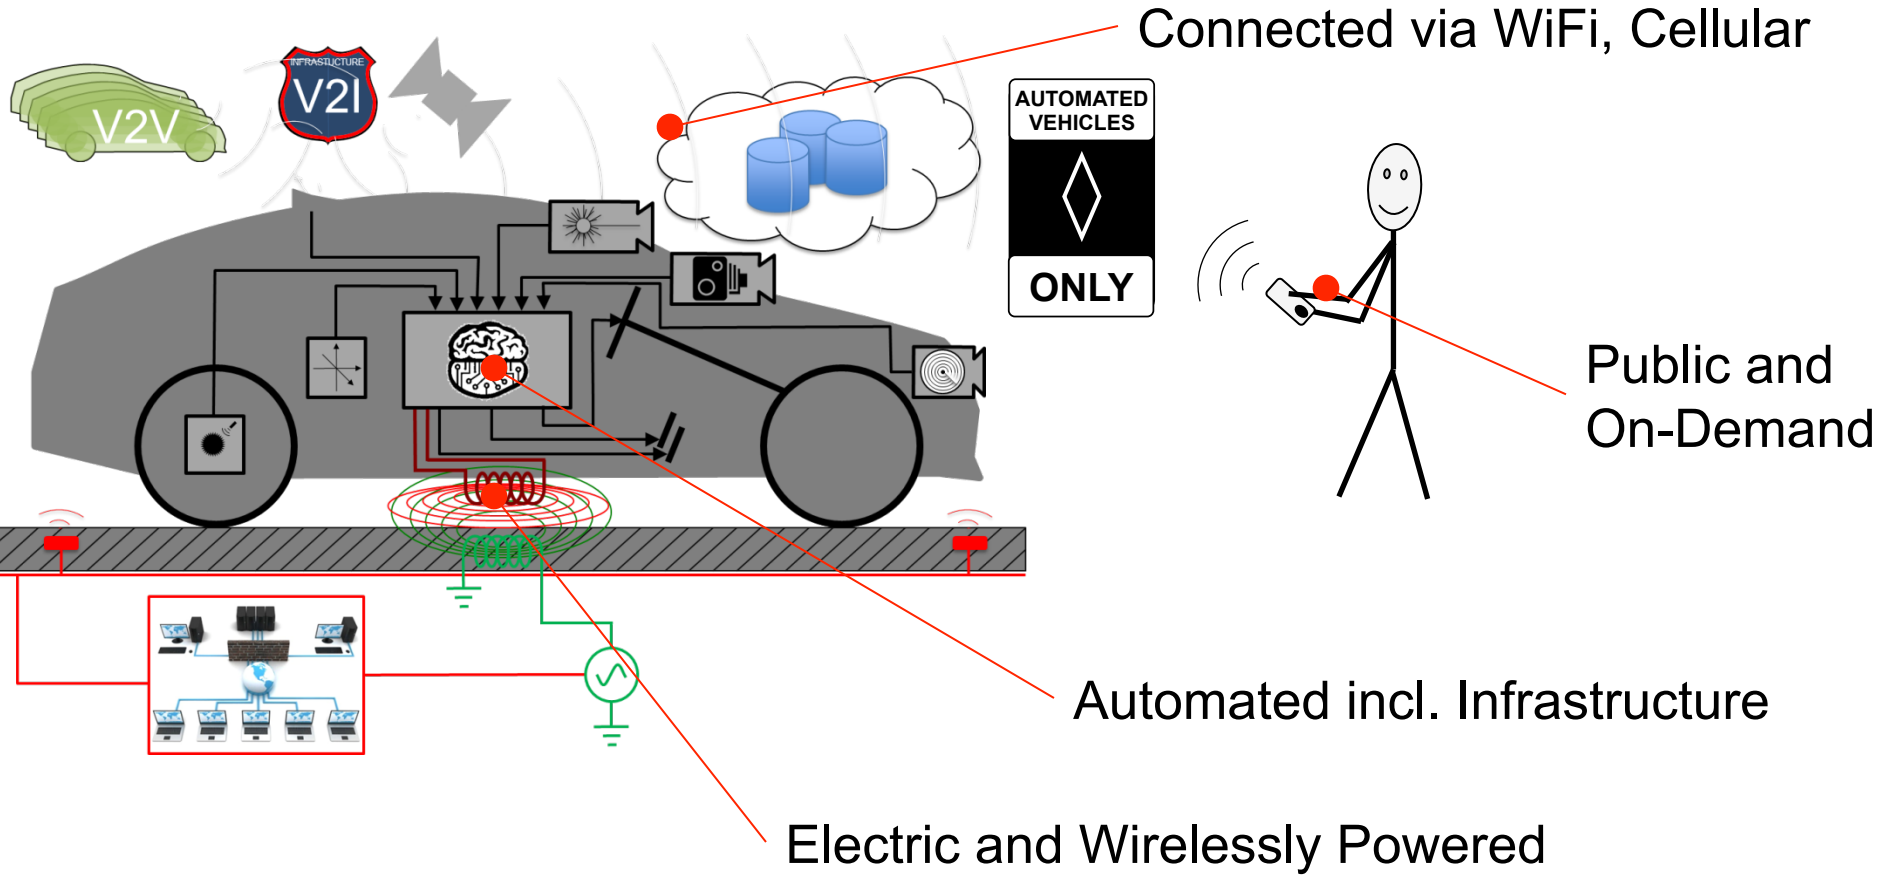 Connected via WiFi, Cellular
INFRASTUCTURE
V2I
V2V
AUTOMATED
VEHICLES
ONLY
Public and
On-Demand
Automated incl. Infrastructure
Electric and Wirelessly Powered